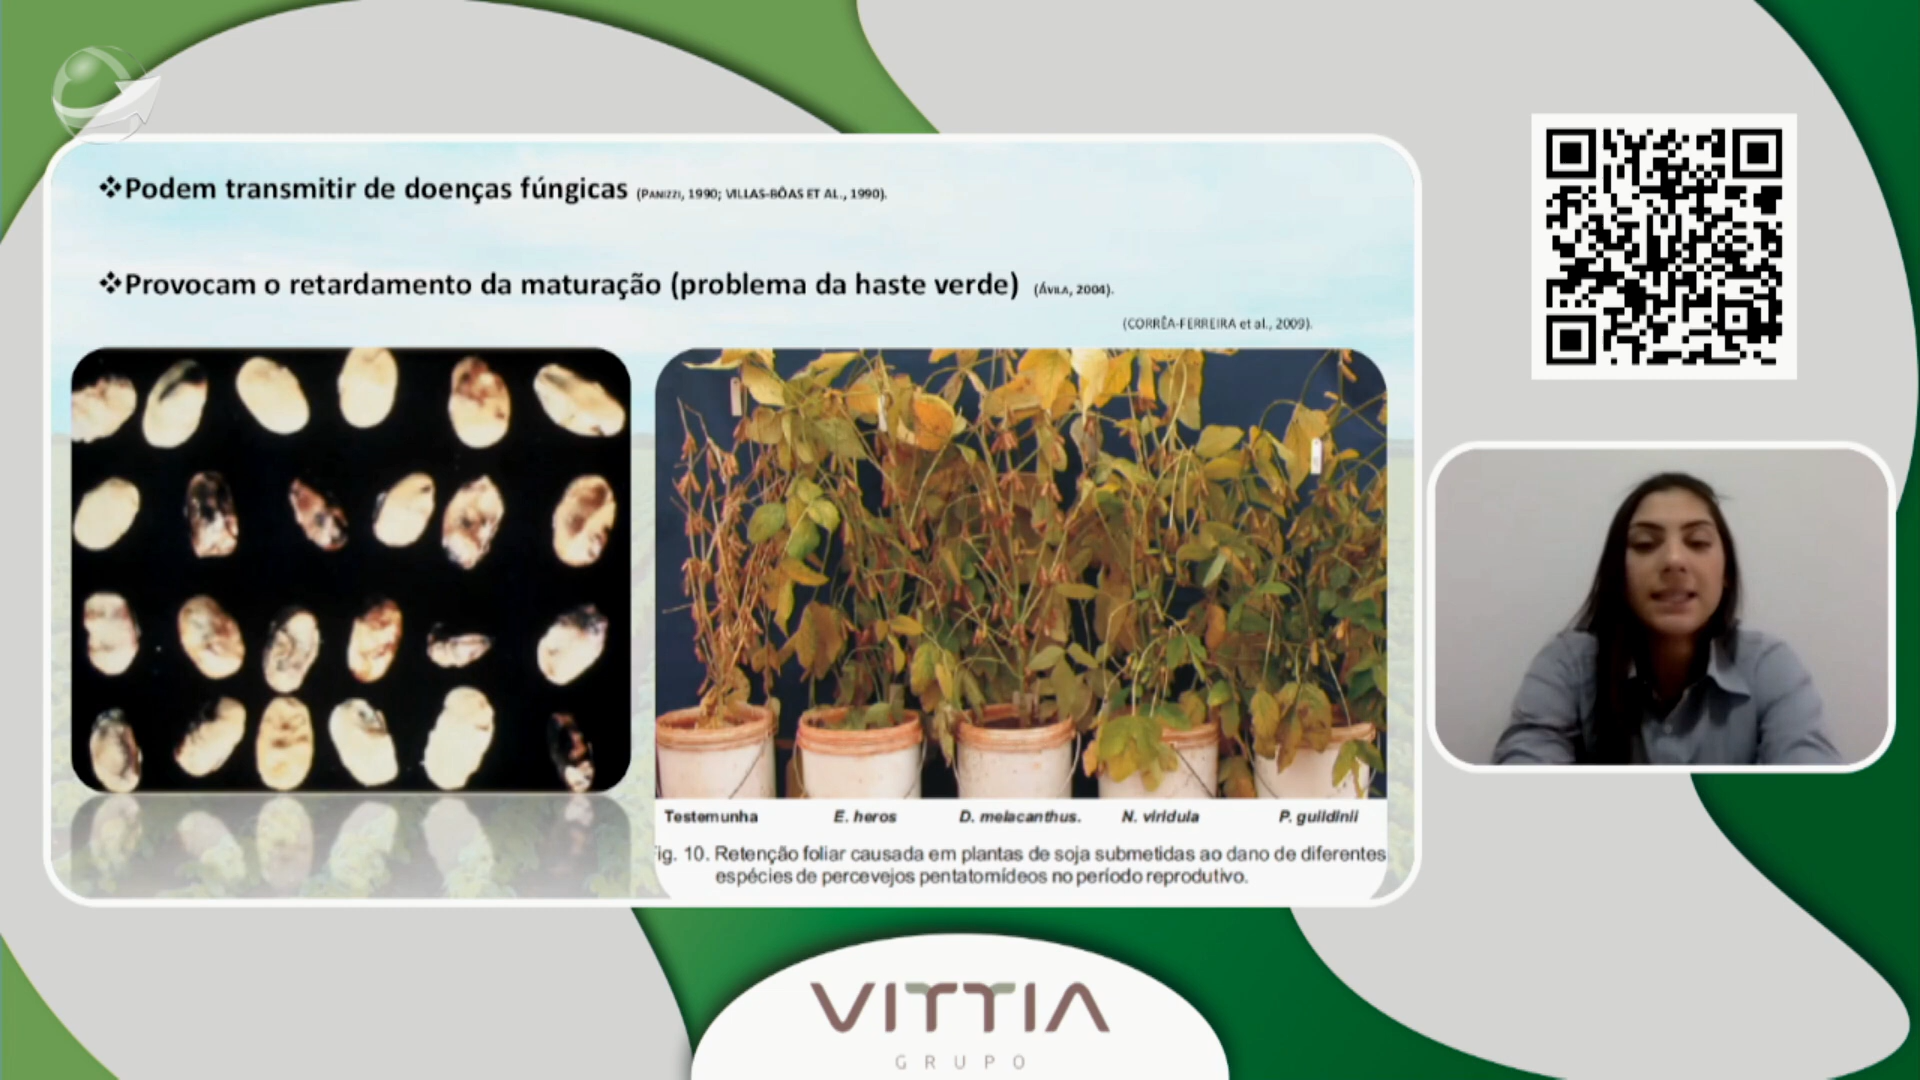 ❖Podem transmitir de doenças fúngicas (PANIZZI, 1990; VILLAS-BÔAS ET AL., 1990).
❖Provocam o retardamento da maturação (problema da haste verde) (ÁVILA, 2004).
(CORRÊA-FERREIRA et al., 2009).
Testemunha E. heros D. melacanthus. N. viridula P. guildinii
ig. 10. Retenção foliar causada em plantas de soja submetidas ao dano de diferentes
espécies de percevejos pentatomídeos no período reprodutivo.
VITTIA
GRUPO